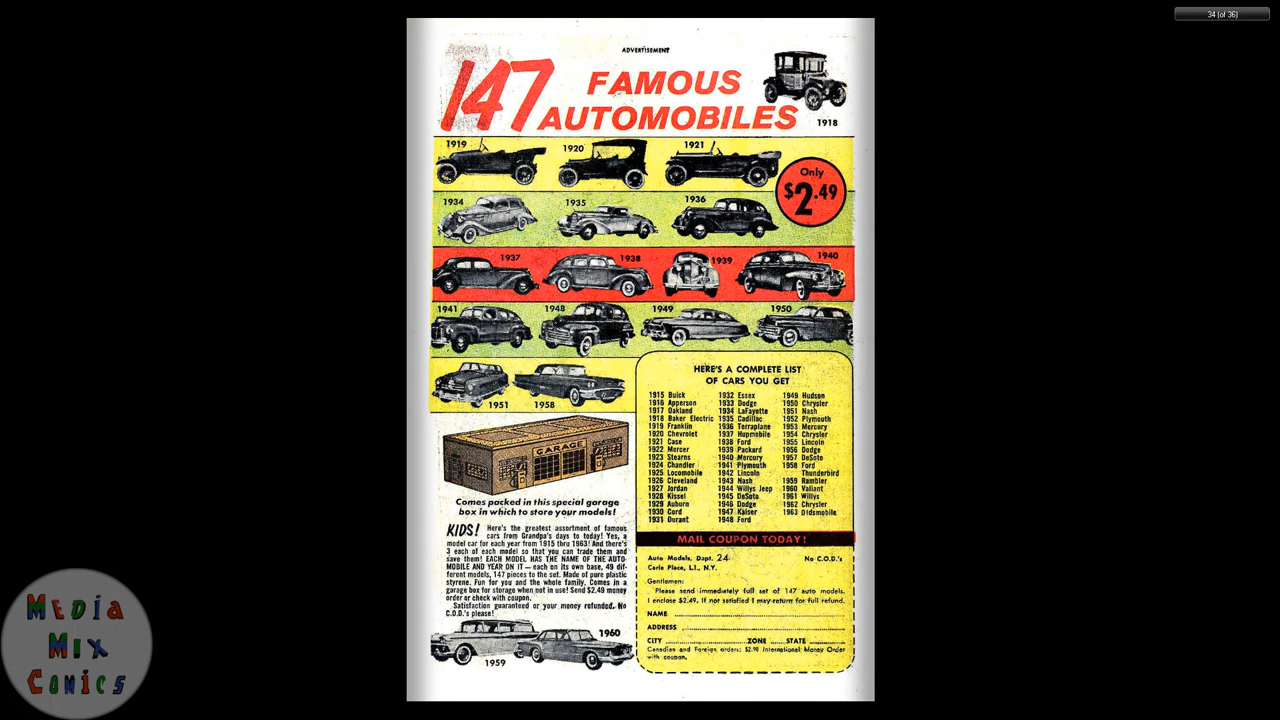 34 (of 36)
ADVERTISEMENT
147 FAMOUS
AUTOMOBILES
1918
1919
1920
1921
Only
$2.49
1934
1935
1936
1937
1938
1939
1940
1941
1948
1949
1950
1951
1958
HERE'S A COMPLETE LIST
OF CARS YOU GET
1915 Buick
1916 Apperson
1917 Oakland
1918 Baker Electric
1919 Franklin
1920 Chevrolet
1921 Case
1922 Mercer
1923 Stearns
1924 Chandler
1925 Locomobile
1926 Cleveland
1927 Jordan
1928 Kissel
1929 Auburn
1930 Cord
1931 Durant
1932 Essex
1933 Dodge
1934 LaFayette
1935 Cadillac
1936 Terraplane
1937 Hupmobile
1938 Ford
1939 Packard
1940 Mercury
1941 Plymouth
1942 Lincoln
1943 Nash
1944 Willys Jeep
1945 DeSoto
1946 Dodge
1947 Kaiser
1948 Ford
1949 Hudson
1950 Chrysler
1951 Nash
1952 Plymouth
1953 Mercury
1954 Chrysler
1955 Lincoln
1956 Dodge
1957 DeSoto
1958 Ford
Thunderbird
1959 Rambler
1960 Valiant
1961 Willys
1962 Chrysler
1963 Oldsmobile
GARAGE
Comes packed in this special garage
box in which to store your models!
KIDS! Here's the greatest assortment of famous
cars from Grandpa's days to today! Yes, a
model car for each year from 1915 thru 1963! And there's
3 each of each model so that you can trade them and
save them! EACH MODEL HAS THE NAME OF THE AUTO-
MOBILE AND YEAR ON IT — each on its own base, 49 dif-
ferent models, 147 pieces to the set. Made of pure plastic
styrene. Fun for you and the whole family. Comes in a
garage box for storage when not in use! Send $2.49 money
order or check with coupon.
Satisfaction guaranteed or your money refunded. No
C.O.D.'s please!
1959
1960
MAIL COUPON TODAY!
Auto Models, Dept. 24 No C.O.D.'s
Carle Place, L.I., N.Y.
Gentlemen:
Please send immediately full set of 147 auto models.
I enclose $2.49. If not satisfied I may return for full refund.
NAME
ADDRESS
CITY ZONE STATE
Canadian and Foreign orders: $2.98 International Money Order
with coupon.
MEDIA
MIX
COMICS